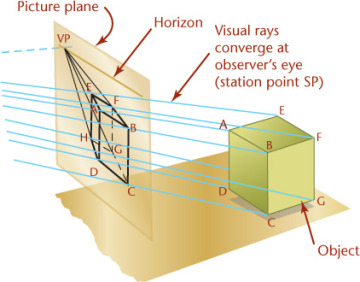 Picture plane
Horizon
VP
Visual rays
converge at
observer's eye
(station point SP)
E
F
A
B
H
G
D
C
E
A
F
B
D
G
C
Object